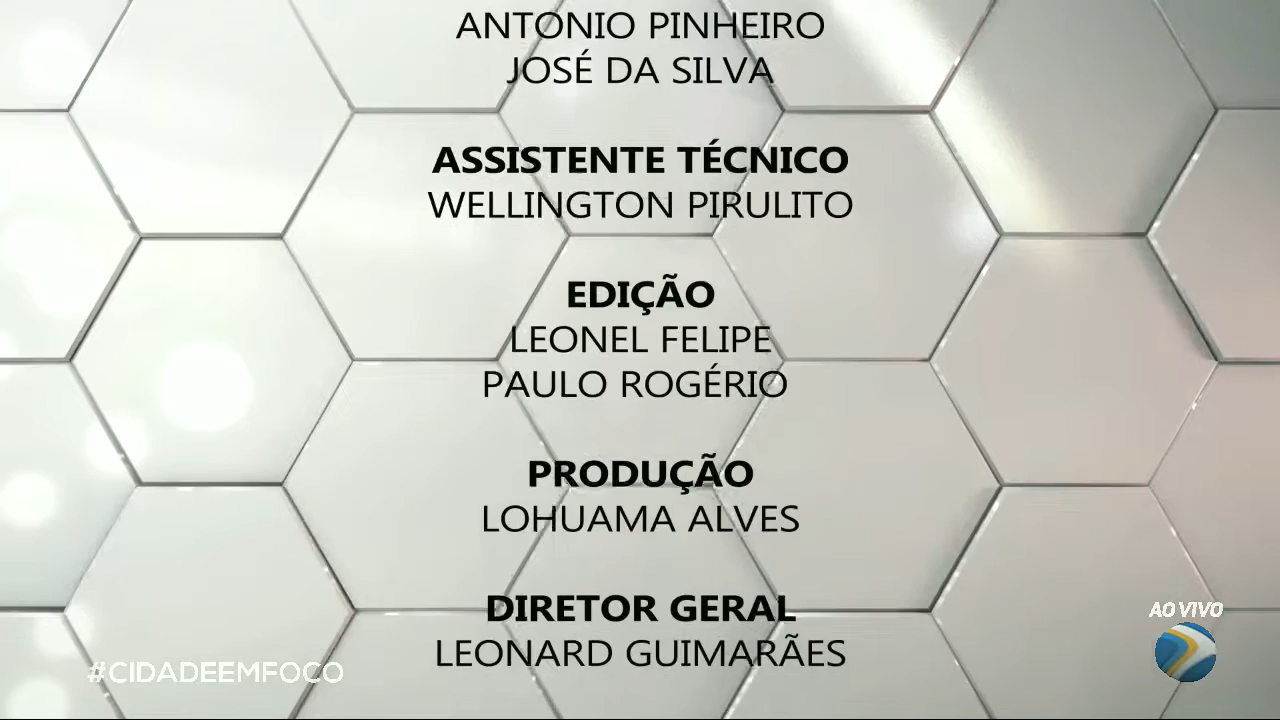 ANTONIO PINHEIRO
JOSÉ DA SILVA
ASSISTENTE TÉCNICO
WELLINGTON PIRULITO
EDIÇÃO
LEONEL FELIPE
PAULO ROGÉRIO
PRODUÇÃO
LOHUAMA ALVES
DIRETOR GERAL
LEONARD GUIMARÃES
AO VIVO
#CIDADEEMFOCO